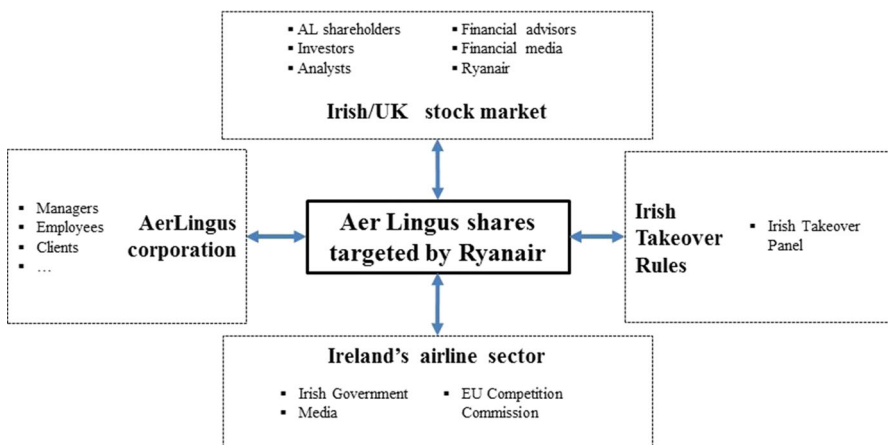 ▪ AL shareholders
▪ Investors
▪ Analysts
▪ Financial advisors
▪ Financial media
▪ Ryanair
Irish/UK stock market
▪ Managers
▪ Employees
▪ Clients
▪ …
AerLingus
corporation
Aer Lingus shares
targeted by Ryanair
Irish
Takeover
Rules
▪ Irish Takeover
Panel
Ireland’s airline sector
▪ Irish Government
▪ Media
▪ EU Competition
Commission